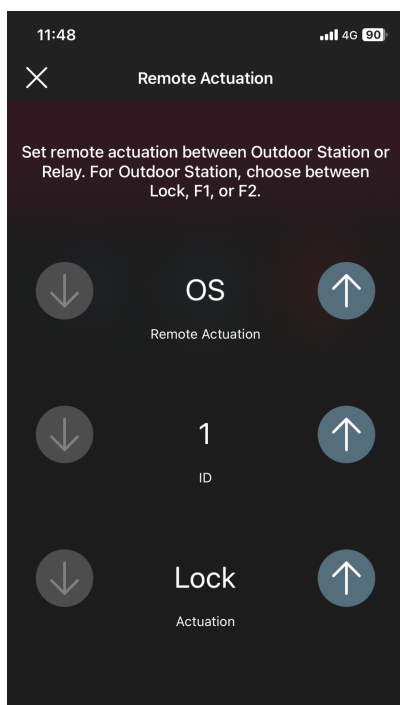 11:48
4G 90
Remote Actuation
Set remote actuation between Outdoor Station or
Relay. For Outdoor Station, choose between
Lock, F1, or F2.
OS
Remote Actuation
1
ID
Lock
Actuation